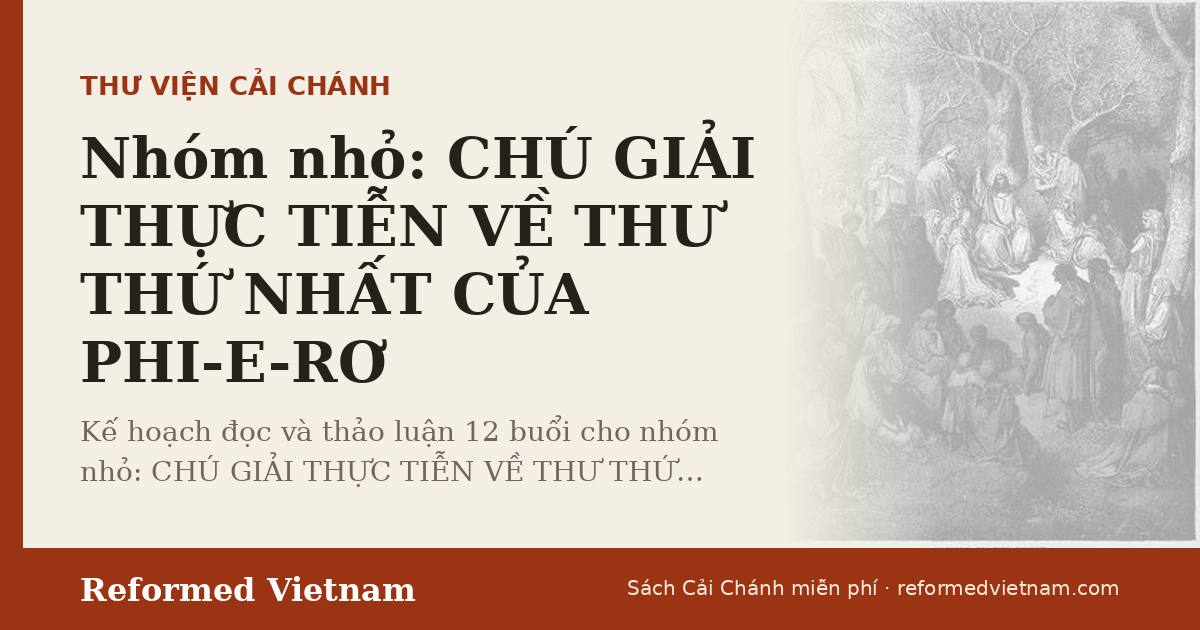 THƯ VIỆN CẢI CHÁNH
Nhóm nhỏ: CHÚ GIẢI
THỰC TIỄN VỀ THƯ
THỨ NHẤT CỦA
PHI-E-RƠ
Kế hoạch đọc và thảo luận 12 buổi cho nhóm
nhỏ: CHÚ GIẢI THỰC TIỄN VỀ THƯ THỨ...
Reformed Vietnam
Sách Cải Chánh miễn phí · reformedvietnam.com